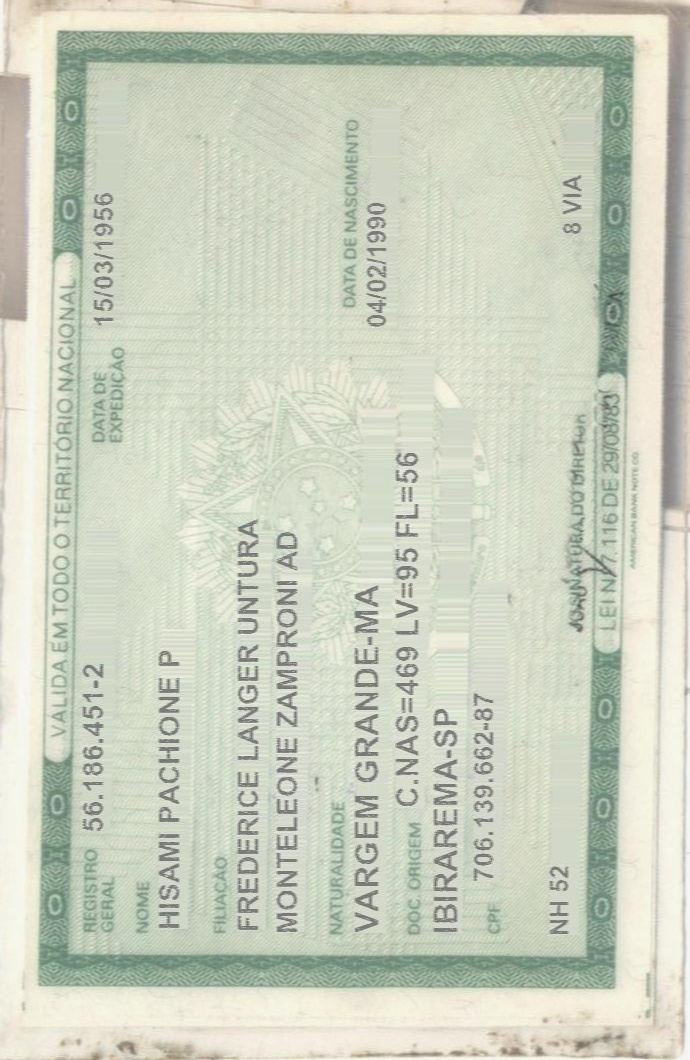 VÁLIDA EM TODO O TERRITÓRIO NACIONAL
REGISTRO GERAL 56.186.451-2 DATA DE EXPEDIÇÃO 15/03/1956
NOME
HISAMI PACHIONE P
FILIAÇÃO
FREDERICE LANGER UNTURA
MONTELEONE ZAMPRONI AD
NATURALIDADE DATA DE NASCIMENTO
VARGEM GRANDE-MA 04/02/1990
DOC. ORIGEM C.NAS=469 LV=95 FL=56
IBIRAREMA-SP
CPF 706.139.662-87
NH 52 8 VIA
ASSINATURA DO DIRETOR
LEI Nº 7.116 DE 29/08/83
AMERICAN BANK NOTE CO.